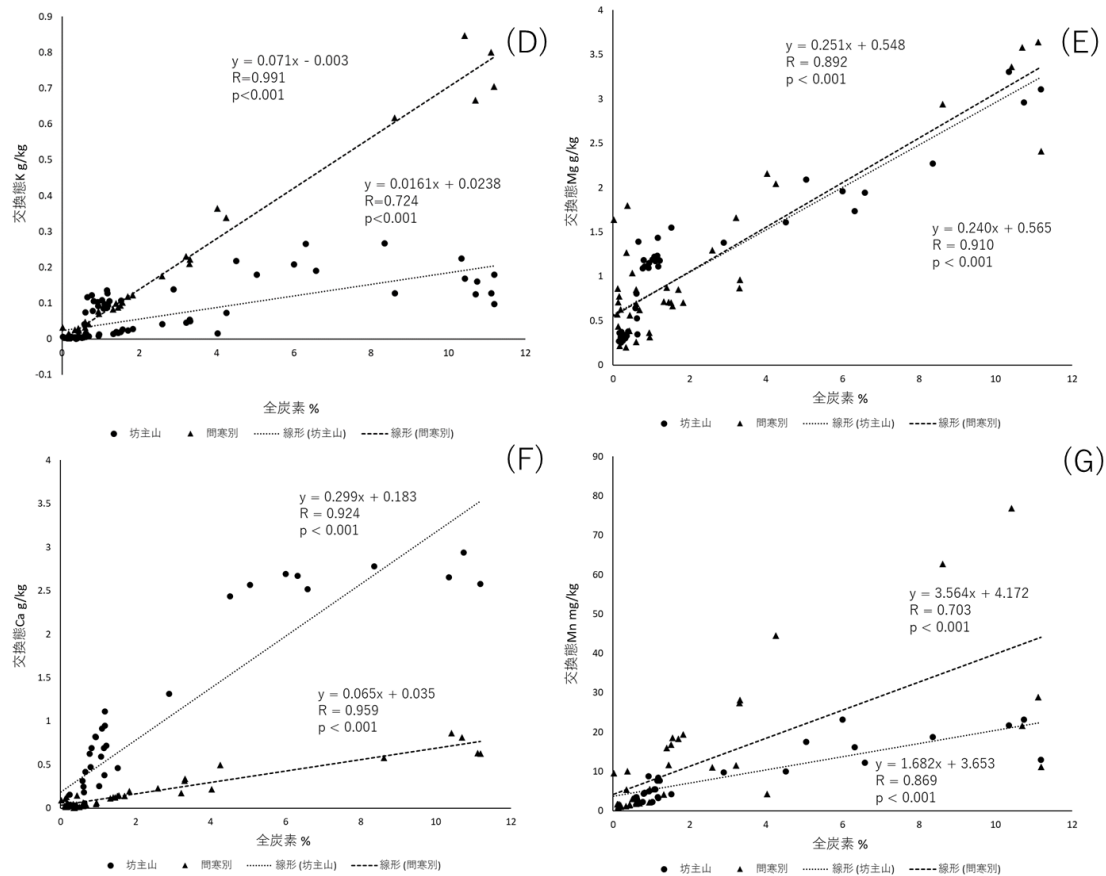 (D)
0.9
0.8
0.7
0.6
0.5
0.4
0.3
0.2
0.1
0
-0.1
交換態K g/kg
y = 0.071x - 0.003
R=0.991
p<0.001
y = 0.0161x + 0.0238
R=0.724
p<0.001
0 2 4 6 8 10 12
全炭素 %
坊主山 問寒別 線形 (坊主山) 線形 (問寒別)
(E)
4
3.5
3
2.5
2
1.5
1
0.5
0
交換態Mg g/kg
y = 0.251x + 0.548
R = 0.892
p < 0.001
y = 0.240x + 0.565
R = 0.910
p < 0.001
0 2 4 6 8 10 12
全炭素 %
坊主山 問寒別 線形 (坊主山) 線形 (問寒別)
(F)
4
3.5
3
2.5
2
1.5
1
0.5
0
交換態Ca g/kg
y = 0.299x + 0.183
R = 0.924
p < 0.001
y = 0.065x + 0.035
R = 0.959
p < 0.001
0 2 4 6 8 10 12
全炭素 %
坊主山 問寒別 線形 (坊主山) 線形 (問寒別)
(G)
90
80
70
60
50
40
30
20
10
0
交換態Mn mg/kg
y = 3.564x + 4.172
R = 0.703
p < 0.001
y = 1.682x + 3.653
R = 0.869
p < 0.001
0 2 4 6 8 10 12
全炭素 %
坊主山 問寒別 線形 (坊主山) 線形 (問寒別)